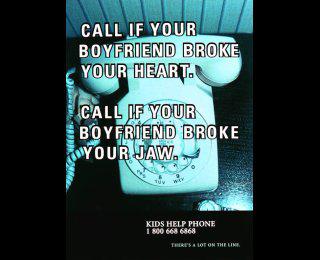 CALL IF YOUR
BOYFRIEND BROKE
YOUR HEART.
CALL IF YOUR
BOYFRIEND BROKE
YOUR JAW.
KIDS HELP PHONE
1 800 668 6868
THERE'S A LOT ON THE LINE.